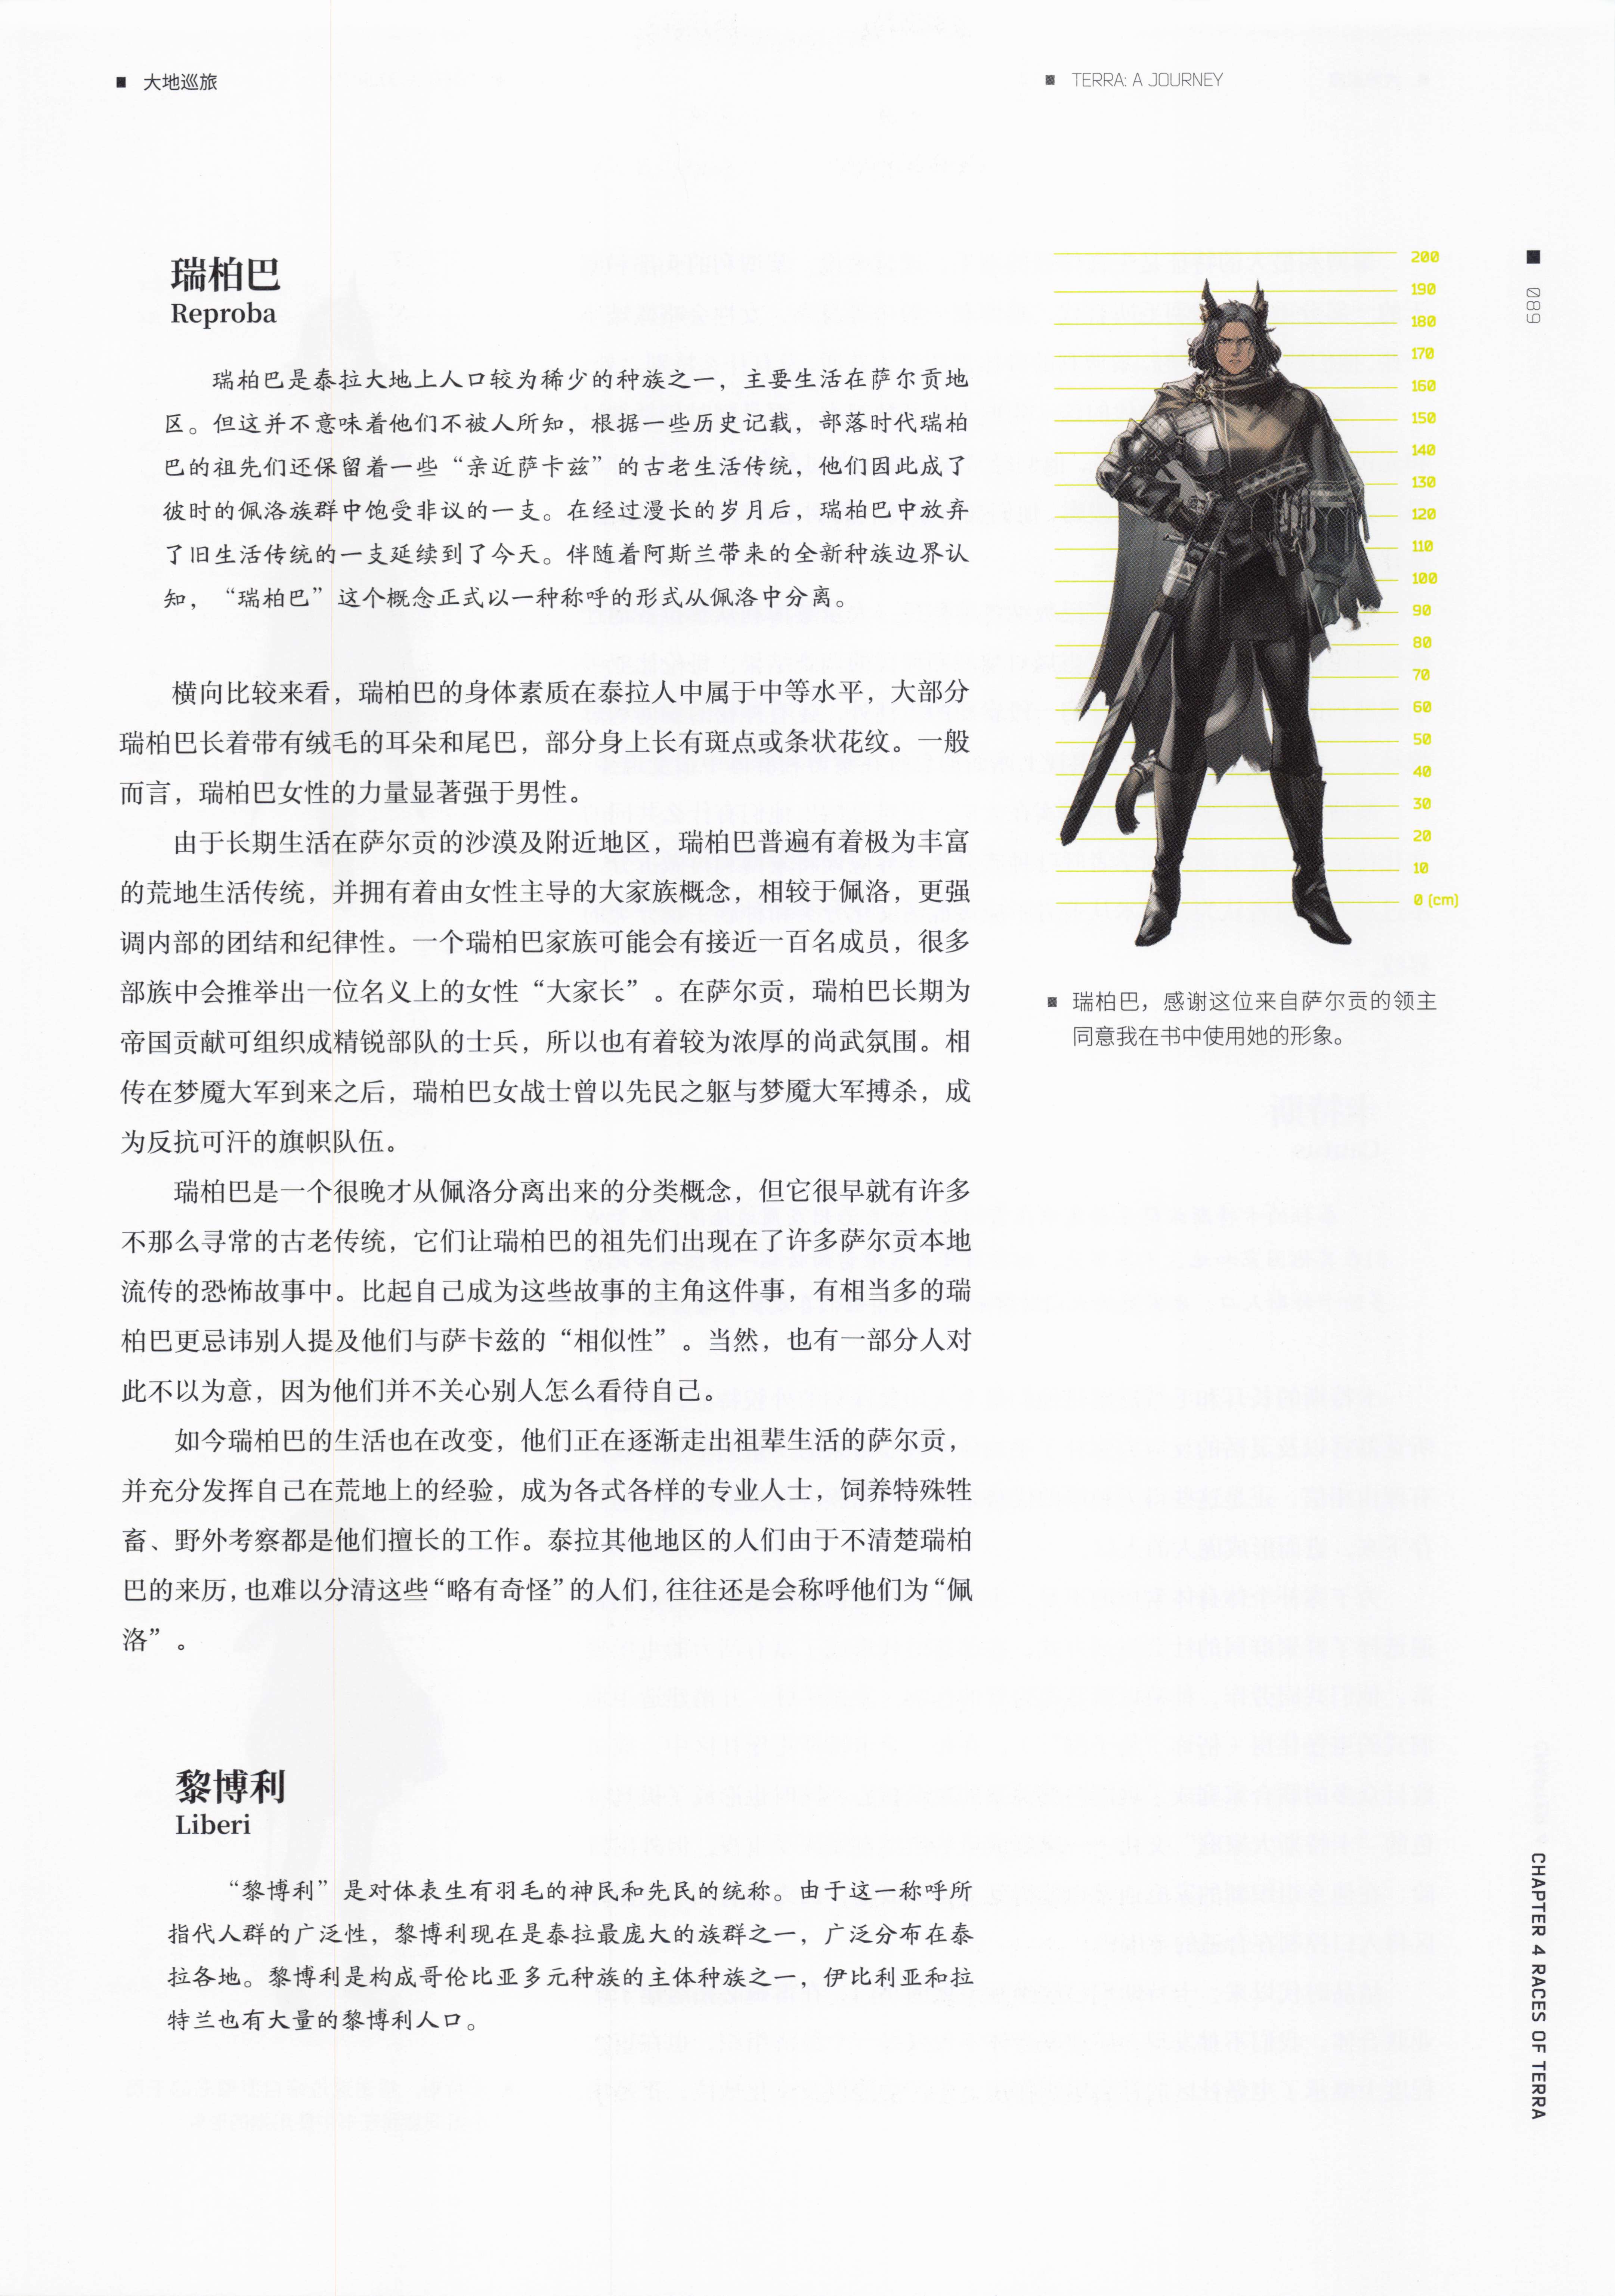 大地巡旅
TERRA: A JOURNEY
089
瑞柏巴
Reproba
瑞柏巴是泰拉大地上人口较为稀少的种族之一，主要生活在萨尔贡地
区。但这并不意味着他们不被人所知，根据一些历史记载，部落时代瑞柏
巴的祖先们还保留着一些“亲近萨卡兹”的古老生活传统，他们因此成了
彼时的佩洛族群中饱受非议的一支。在经过漫长的岁月后，瑞柏巴中放弃
了旧生活传统的一支延续到了今天。伴随着阿斯兰带来的全新种族边界认
知，“瑞柏巴”这个概念正式以一种称呼的形式从佩洛中分离。
横向比较来看，瑞柏巴的身体素质在泰拉人中属于中等水平，大部分
瑞柏巴长着带有绒毛的耳朵和尾巴，部分身上长有斑点或条状花纹。一般
而言，瑞柏巴女性的力量显著强于男性。
由于长期生活在萨尔贡的沙漠及附近地区，瑞柏巴普遍有着极为丰富
的荒地生活传统，并拥有着由女性主导的大家族概念，相较于佩洛，更强
调内部的团结和纪律性。一个瑞柏巴家族可能会有接近一百名成员，很多
部族中会推举出一位名义上的女性“大家长”。在萨尔贡，瑞柏巴长期为
帝国贡献可组织成精锐部队的士兵，所以也有着较为浓厚的尚武氛围。相
传在梦魇大军到来之后，瑞柏巴女战士曾以先民之躯与梦魇大军搏杀，成
为反抗可汗的旗帜队伍。
瑞柏巴是一个很晚才从佩洛分离出来的分类概念，但它很早就有许多
不那么寻常的古老传统，它们让瑞柏巴的祖先们出现在了许多萨尔贡本地
流传的恐怖故事中。比起自己成为这些故事的主角这件事，有相当多的瑞
柏巴更忌讳别人提及他们与萨卡兹的“相似性”。当然，也有一部分人对
此不以为意，因为他们并不关心别人怎么看待自己。
如今瑞柏巴的生活也在改变，他们正在逐渐走出祖辈生活的萨尔贡，
并充分发挥自己在荒地上的经验，成为各式各样的专业人士，饲养特殊牲
畜、野外考察都是他们擅长的工作。泰拉其他地区的人们由于不清楚瑞柏
巴的来历，也难以分清这些“略有奇怪”的人们，往往还是会称呼他们为“佩
洛”。
200
190
180
170
160
150
140
130
120
110
100
90
80
70
60
50
40
30
20
10
0 (cm)
瑞柏巴，感谢这位来自萨尔贡的领主
同意我在书中使用她的形象。
黎博利
Liberi
“黎博利”是对体表生有羽毛的神民和先民的统称。由于这一称呼所
指代人群的广泛性，黎博利现在是泰拉最庞大的族群之一，广泛分布在泰
拉各地。黎博利是构成哥伦比亚多元种族的主体种族之一，伊比利亚和拉
特兰也有大量的黎博利人口。
CHAPTER 4 RACES OF TERRA